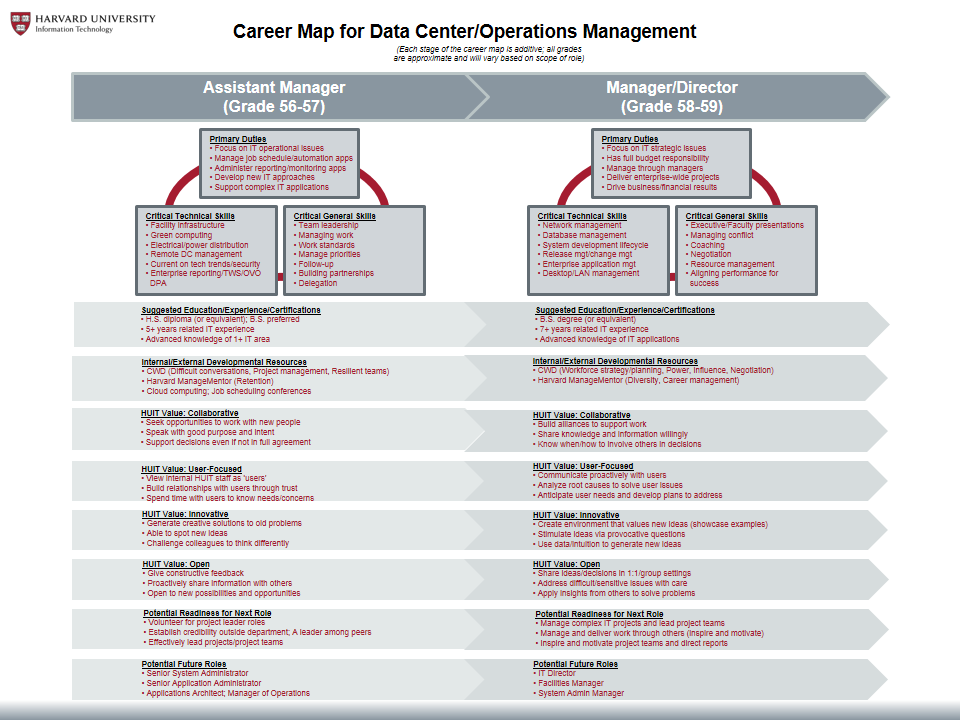 HARVARD UNIVERSITY
Information Technology
Career Map for Data Center/Operations Management
(Each stage of the career map is additive; all grades
are approximate and will vary based on scope of role)
Assistant Manager
(Grade 56-57)
Manager/Director
(Grade 58-59)
Primary Duties
• Focus on IT operational issues
• Manage job schedule/automation apps
• Administer reporting/monitoring apps
• Develop new IT approaches
• Support complex IT applications
Primary Duties
• Focus on IT strategic issues
• Has full budget responsibility
• Manage through managers
• Deliver enterprise-wide projects
• Drive business/financial results
Critical Technical Skills
• Facility infrastructure
• Green computing
• Electrical/power distribution
• Remote DC management
• Current on tech trends/security
• Enterprise reporting/TWS/OVO
DPA
Critical General Skills
• Team leadership
• Managing work
• Work standards
• Manage priorities
• Follow-up
• Building partnerships
• Delegation
Critical Technical Skills
• Network management
• Database management
• System development lifecycle
• Release mgt/change mgt
• Enterprise application mgt
• Desktop/LAN management
Critical General Skills
• Executive/Faculty presentations
• Managing conflict
• Coaching
• Negotiation
• Resource management
• Aligning performance for
success
Suggested Education/Experience/Certifications
• H.S. diploma (or equivalent); B.S. preferred
• 5+ years related IT experience
• Advanced knowledge of 1+ IT area
Suggested Education/Experience/Certifications
• B.S. degree (or equivalent)
• 7+ years related IT experience
• Advanced knowledge of IT applications
Internal/External Developmental Resources
• CWD (Difficult conversations, Project management, Resilient teams)
• Harvard ManageMentor (Retention)
• Cloud computing; Job scheduling conferences
Internal/External Developmental Resources
• CWD (Workforce strategy/planning, Power, Influence, Negotiation)
• Harvard ManageMentor (Diversity, Career management)
HUIT Value: Collaborative
• Seek opportunities to work with new people
• Speak with good purpose and intent
• Support decisions even if not in full agreement
HUIT Value: Collaborative
• Build alliances to support work
• Share knowledge and information willingly
• Know when/how to involve others in decisions
HUIT Value: User-Focused
• View internal HUIT staff as 'users'
• Build relationships with users through trust
• Spend time with users to know needs/concerns
HUIT Value: User-Focused
• Communicate proactively with users
• Analyze root causes to solve user issues
• Anticipate user needs and develop plans to address
HUIT Value: Innovative
• Generate creative solutions to old problems
• Able to spot new ideas
• Challenge colleagues to think differently
HUIT Value: Innovative
• Create environment that values new ideas (showcase examples)
• Stimulate ideas via provocative questions
• Use data/intuition to generate new ideas
HUIT Value: Open
• Give constructive feedback
• Proactively share information with others
• Open to new possibilities and opportunities
HUIT Value: Open
• Share ideas/decisions in 1:1/group settings
• Address difficult/sensitive issues with care
• Apply insights from others to solve problems
Potential Readiness for Next Role
• Volunteer for project leader roles
• Establish credibility outside department; A leader among peers
• Effectively lead projects/project teams
Potential Readiness for Next Role
• Manage complex IT projects and lead project teams
• Manage and deliver work through others (inspire and motivate)
• Inspire and motivate project teams and direct reports
Potential Future Roles
• Senior System Administrator
• Senior Application Administrator
• Applications Architect; Manager of Operations
Potential Future Roles
• IT Director
• Facilities Manager
• System Admin Manager